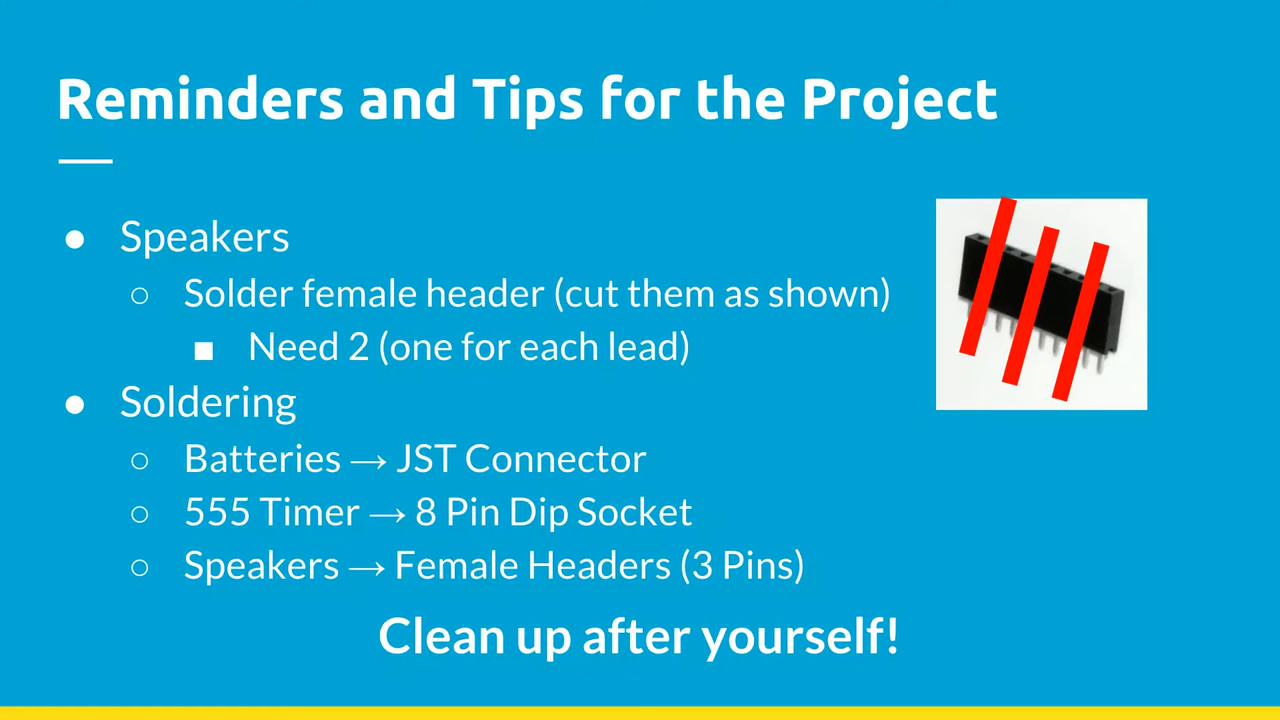 Reminders and Tips for the Project
● Speakers
○ Solder female header (cut them as shown)
■ Need 2 (one for each lead)
● Soldering
○ Batteries → JST Connector
○ 555 Timer → 8 Pin Dip Socket
○ Speakers → Female Headers (3 Pins)
Clean up after yourself!